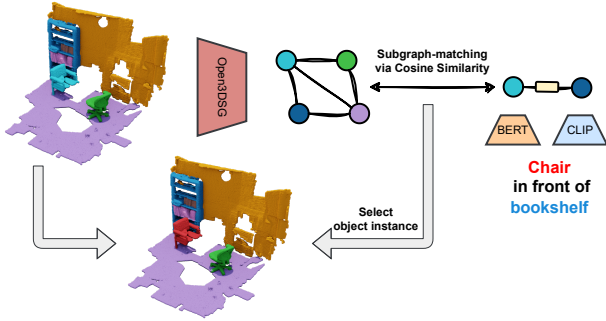 Open3DSG
Subgraph-matching
via Cosine Similarity
BERT
CLIP
Chair
in front of
bookshelf
Select
object instance